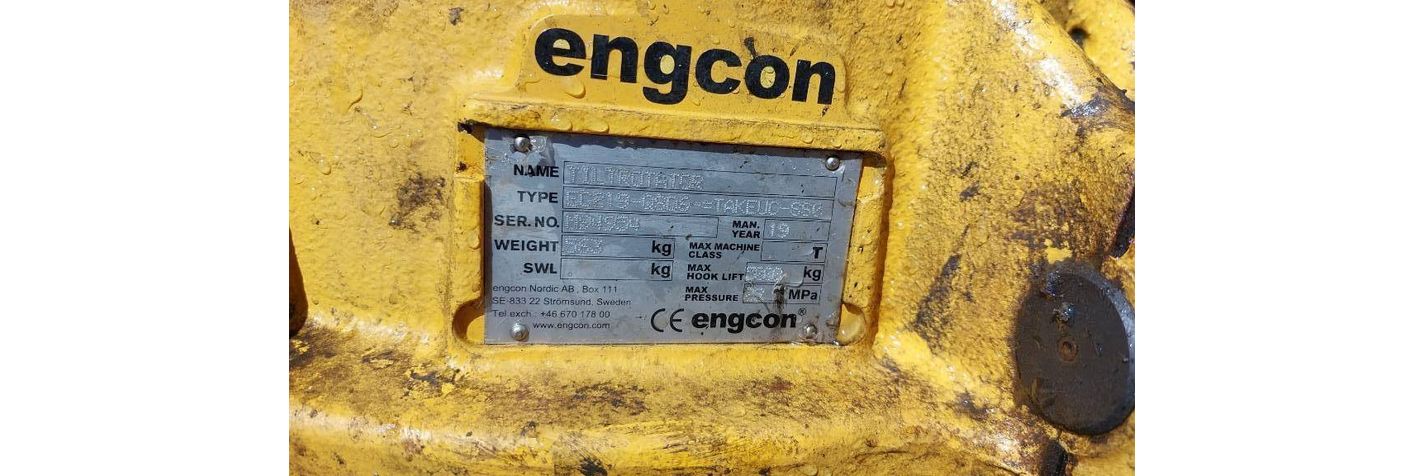 engcon
NAME TILTROTATOR
TYPE
SER.NO. MAN. YEAR 19
WEIGHT 563 kg MAX MACHINE CLASS T
SWL kg MAX HOOK LIFT kg
MAX PRESSURE MPa
engcon Nordic AB, Box 111
SE-833 22 Strömsund, Sweden
Tel exch.: +46 670 178 00
www.engcon.com
CE engcon®